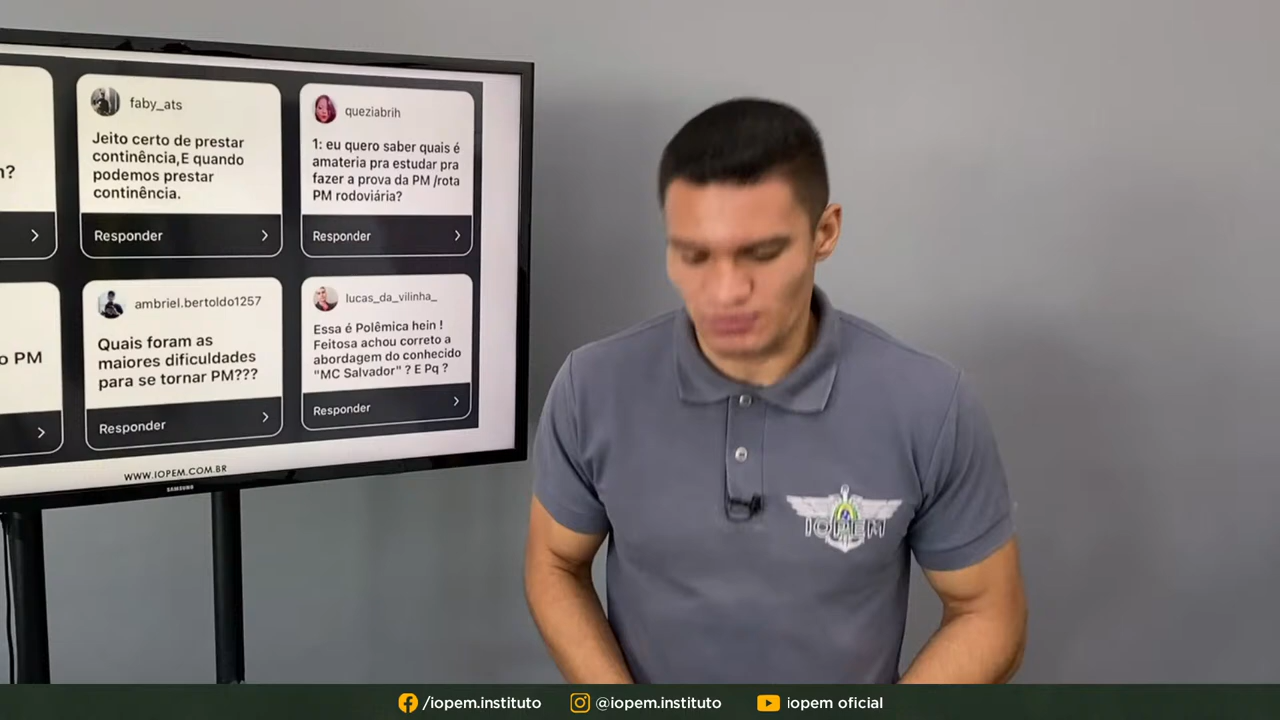 faby_ats
Jeito certo de prestar
continência,E quando
podemos prestar
continência.
Responder
queziabrih
1: eu quero saber quais é
amateria pra estudar pra
fazer a prova da PM /rota
PM rodoviária?
Responder
?
ambriel.bertoldo1257
Quais foram as
maiores dificuldades
para se tornar PM???
Responder
lucas_da_vilinha_
Essa é Polêmica hein !
Feitosa achou correto a
abordagem do conhecido
"MC Salvador" ? E Pq ?
Responder
o PM
WWW.IOPEM.COM.BR
SAMSUNG
IOPEM
/iopem.instituto
@iopem.instituto
iopem oficial